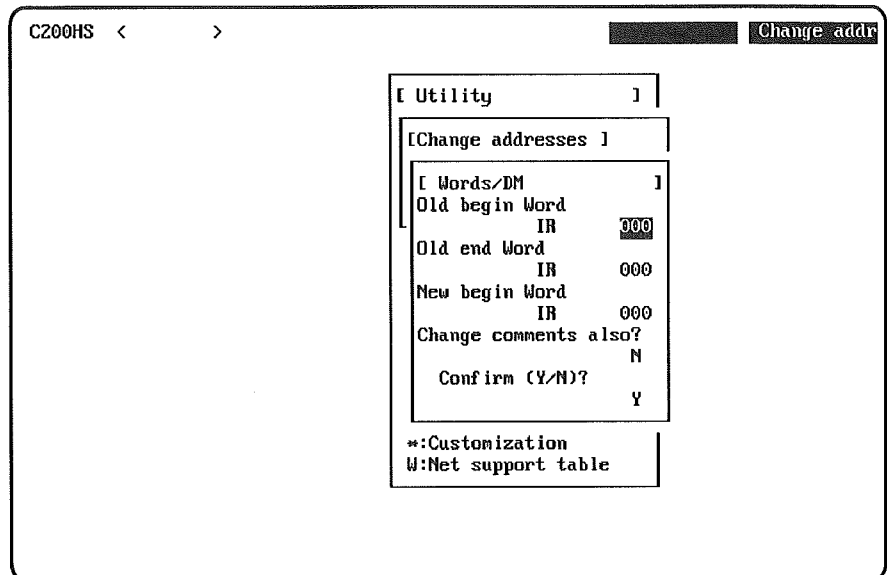 C200HS < >
Change addr
[ Utility ]
[Change addresses ]
[ Words/DM ]
Old begin Word
IR 000
Old end Word
IR 000
New begin Word
IR 000
Change comments also?
N
Confirm (Y/N)?
Y
*:Customization
W:Net support table